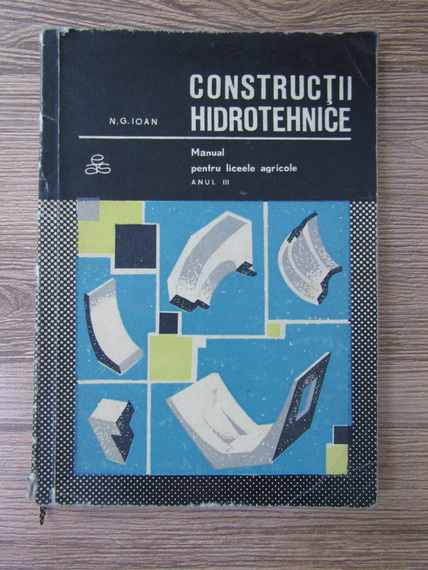 CONSTRUCȚII
N.G. IOAN
HIDROTEHNICE
Manual
pentru liceele agricole
ANUL III